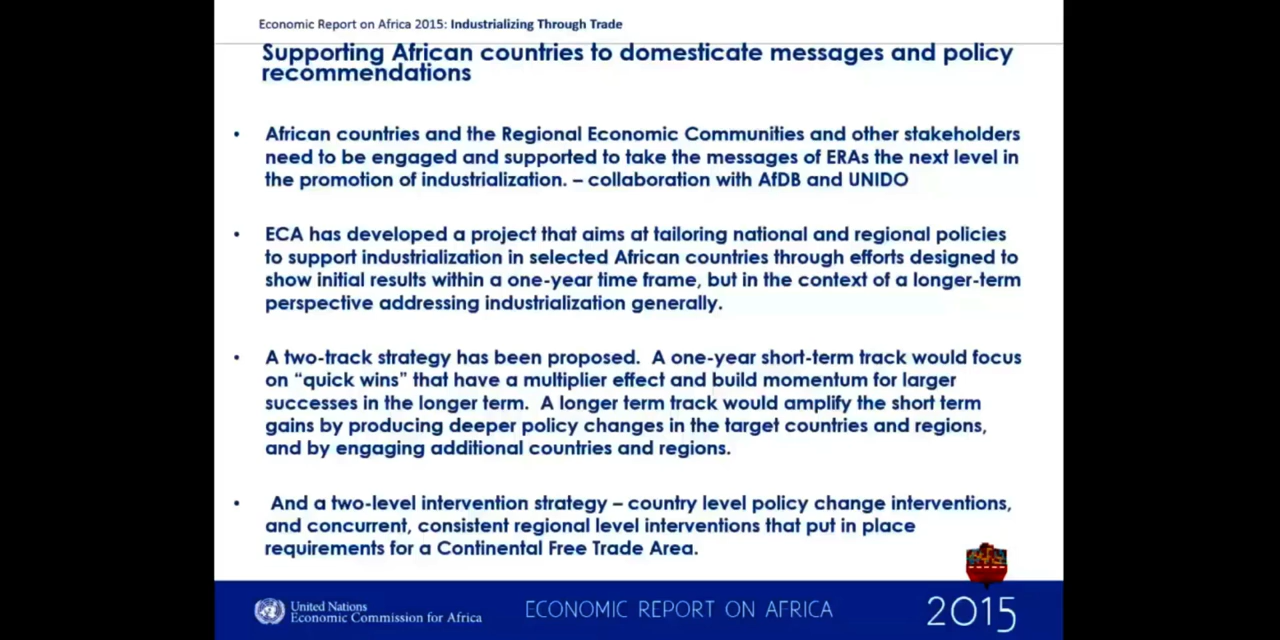 Economic Report on Africa 2015: Industrializing Through Trade
Supporting African countries to domesticate messages and policy
recommendations
• African countries and the Regional Economic Communities and other stakeholders
need to be engaged and supported to take the messages of ERAs the next level in
the promotion of industrialization. – collaboration with AfDB and UNIDO
• ECA has developed a project that aims at tailoring national and regional policies
to support industrialization in selected African countries through efforts designed to
show initial results within a one-year time frame, but in the context of a longer-term
perspective addressing industrialization generally.
• A two-track strategy has been proposed. A one-year short-term track would focus
on “quick wins” that have a multiplier effect and build momentum for larger
successes in the longer term. A longer term track would amplify the short term
gains by producing deeper policy changes in the target countries and regions,
and by engaging additional countries and regions.
• And a two-level intervention strategy – country level policy change interventions,
and concurrent, consistent regional level interventions that put in place
requirements for a Continental Free Trade Area.
United Nations
Economic Commission for Africa
ECONOMIC REPORT ON AFRICA
2015